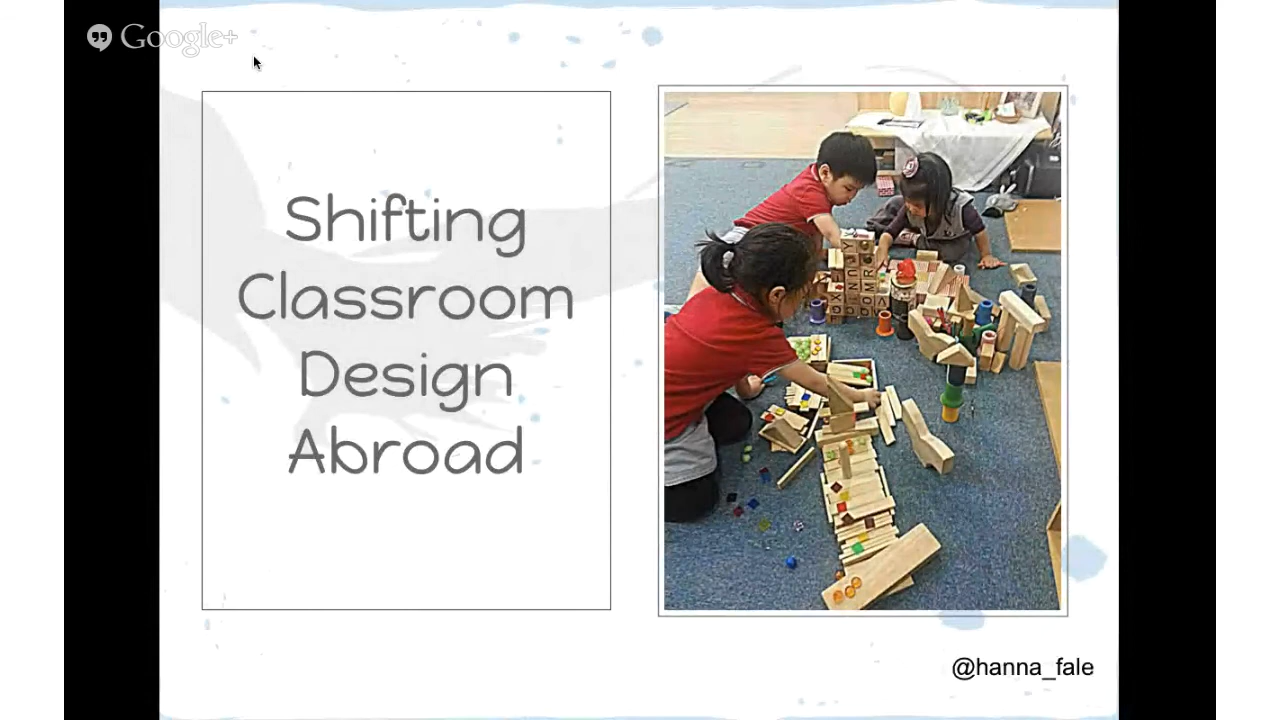 Google+
Shifting
Classroom
Design
Abroad
@hanna_fale